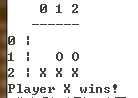 0 1 2
------
0 |
1 |   O O
2 | X X X
Player X wins!